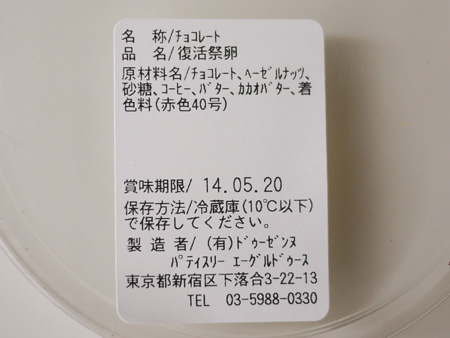 名　称/ﾁｮｺﾚｰﾄ
品　名/復活祭卵
原材料名/ﾁｮｺﾚｰﾄ､ﾍｰｾﾞﾙﾅｯﾂ､
砂糖､ｺｰﾋｰ､ﾊﾞﾀｰ､ｶｶｵﾊﾞﾀｰ､着
色料(赤色40号)
賞味期限/ 14.05.20
保存方法/冷蔵庫(10℃以下)
で保存してください。
製 造 者/ (有)ﾄﾞｩｰｾﾞﾝﾇ
ﾊﾟﾃｨｽﾘｰ ｴｰｸﾞﾙﾄﾞｩｰｽ
東京都新宿区下落合3-22-13
TEL 03-5988-0330